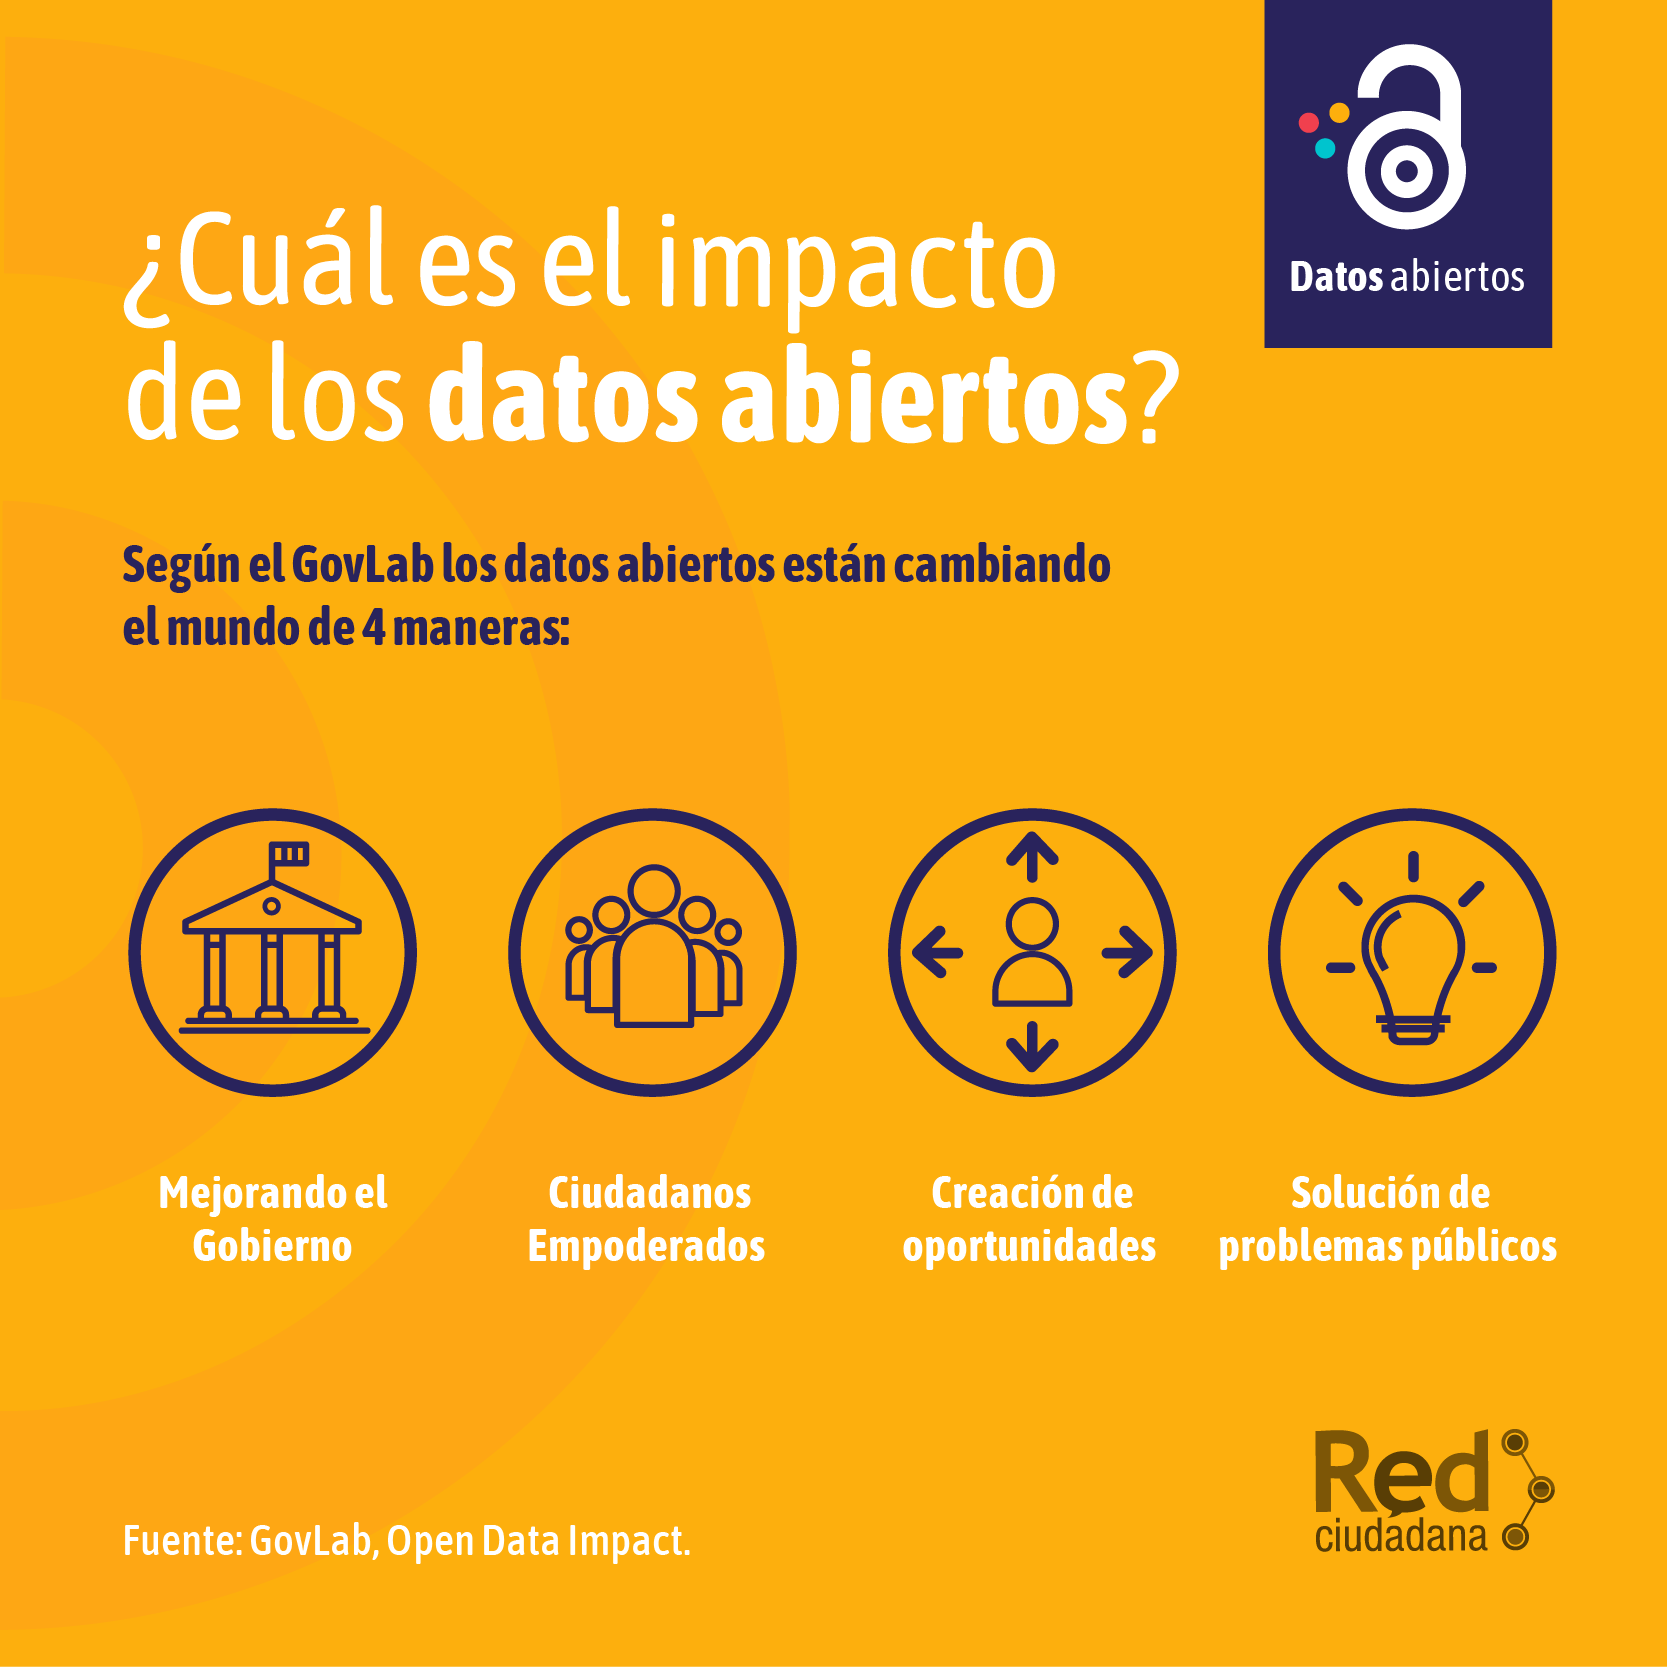 Datos abiertos
¿Cuál es el impacto
de los datos abiertos?
Según el GovLab los datos abiertos están cambiando
el mundo de 4 maneras:
Mejorando el
Gobierno
Ciudadanos
Empoderados
Creación de
oportunidades
Solución de
problemas públicos
Fuente: GovLab, Open Data Impact.
Red
ciudadana